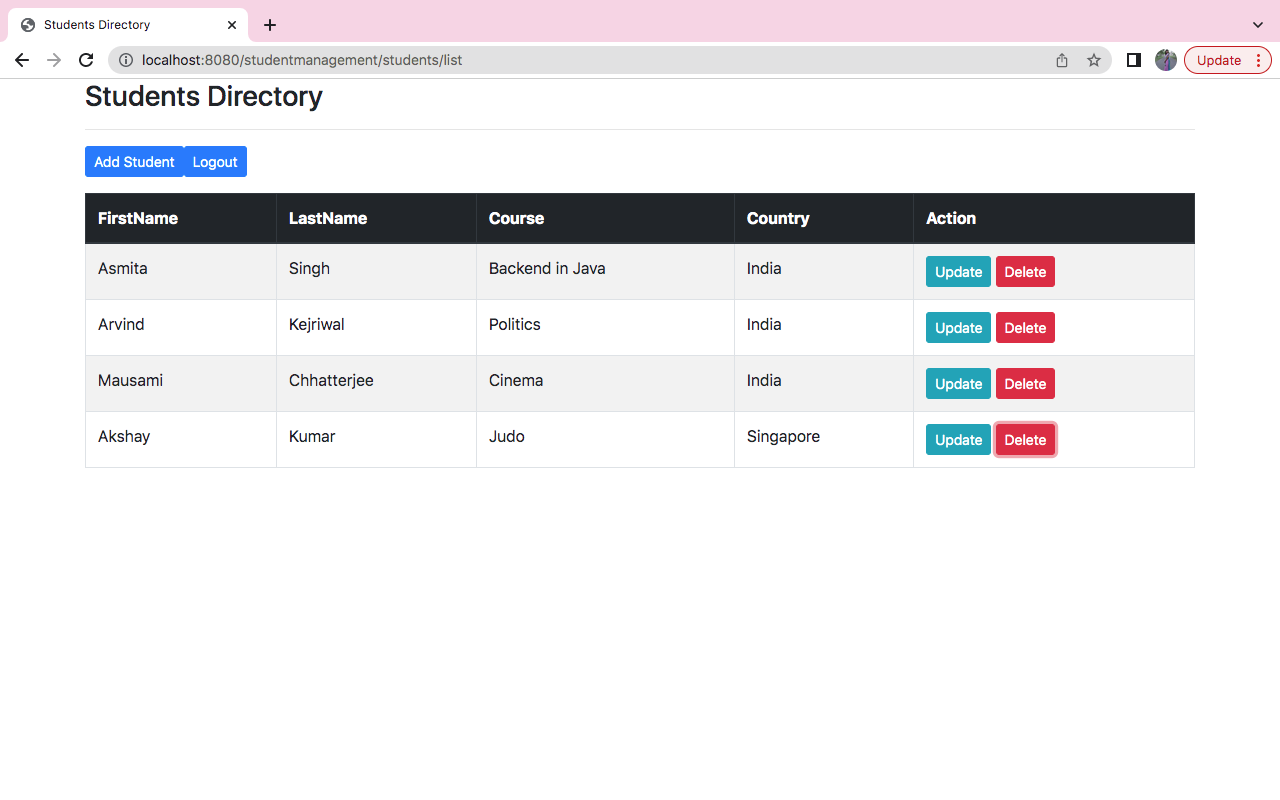 Students Directory
localhost:8080/studentmanagement/students/list
Update
Students Directory
Add Student Logout
FirstName LastName Course Country Action
Asmita Singh Backend in Java India Update Delete
Arvind Kejriwal Politics India Update Delete
Mausami Chhatterjee Cinema India Update Delete
Akshay Kumar Judo Singapore Update Delete